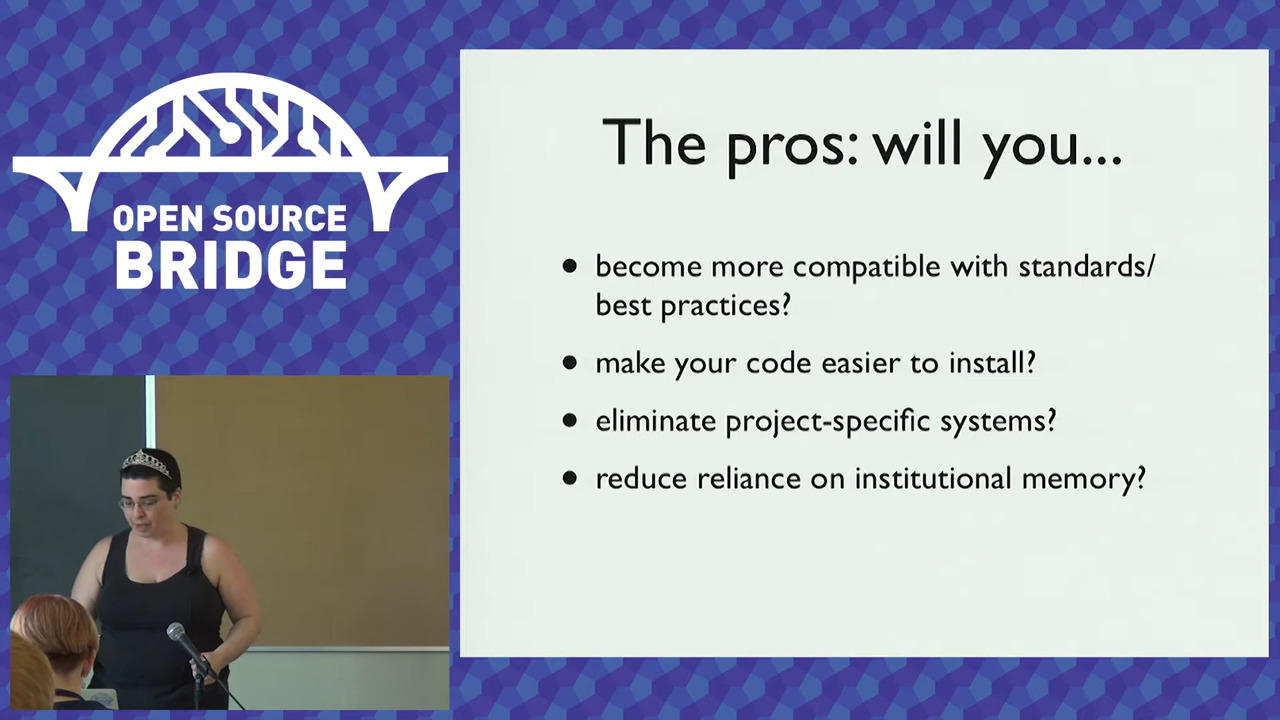 OPEN SOURCE
BRIDGE
The pros: will you...
• become more compatible with standards/
best practices?
• make your code easier to install?
• eliminate project-specific systems?
• reduce reliance on institutional memory?